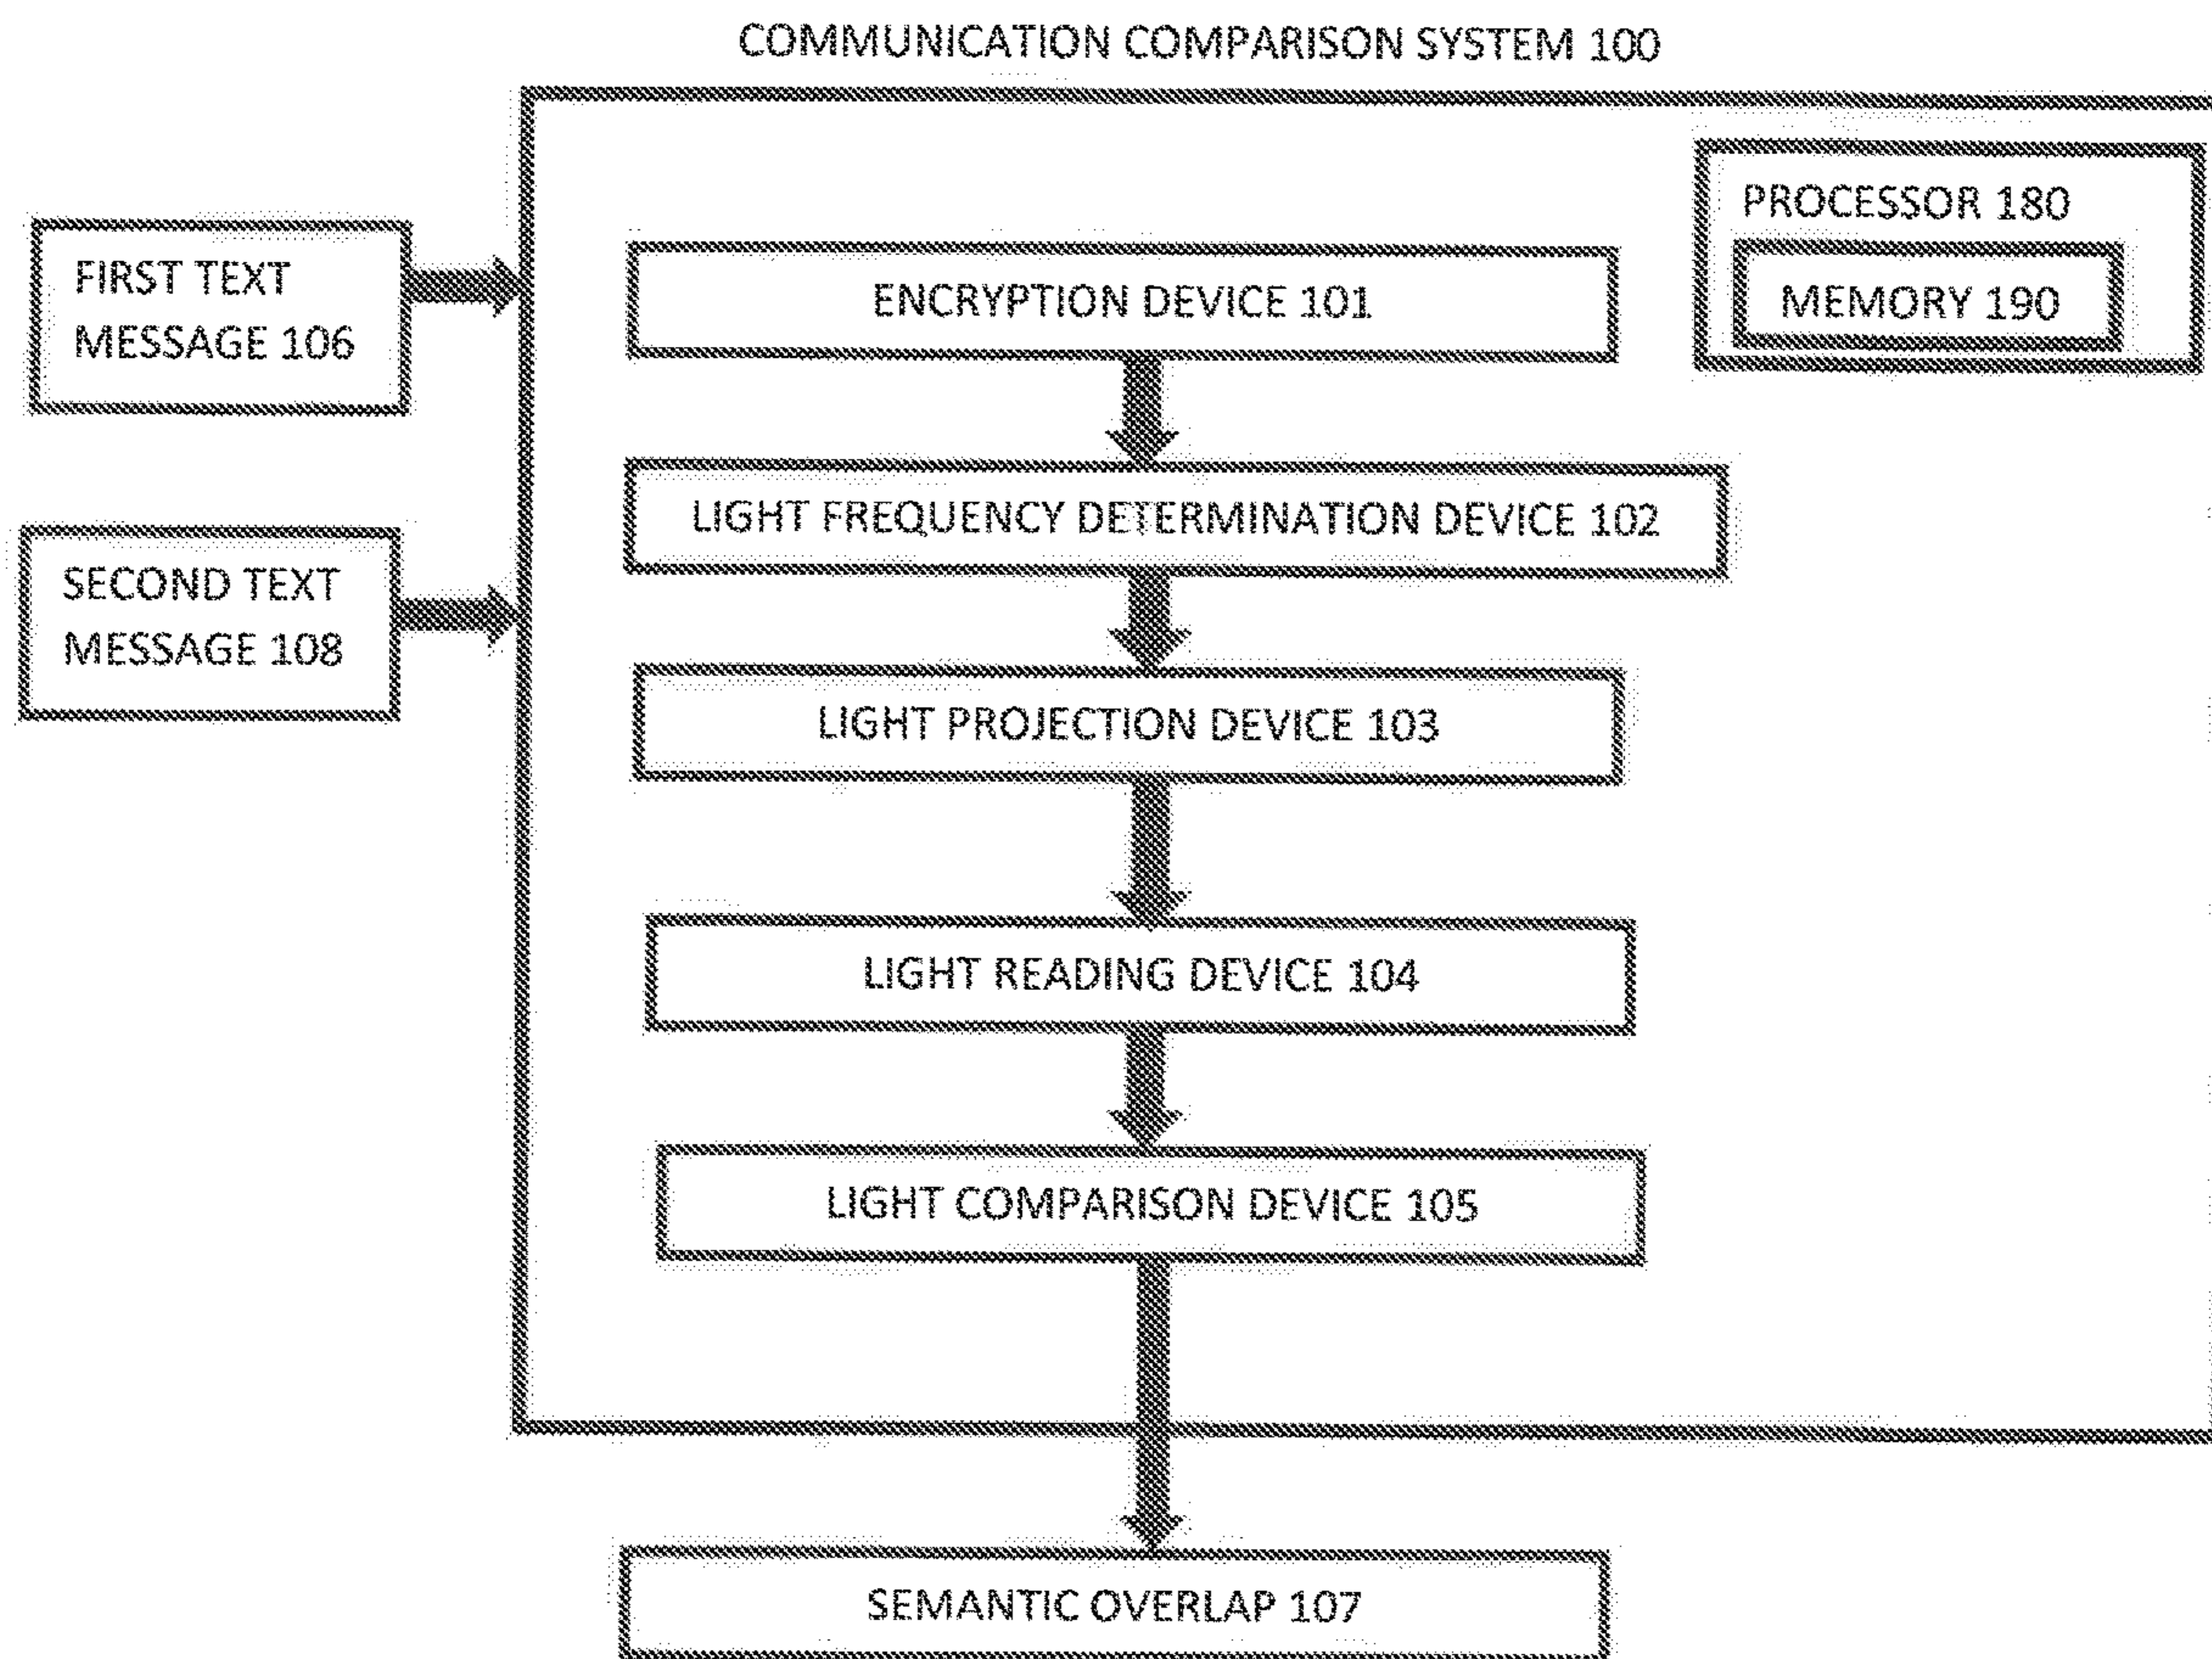 COMMUNICATION COMPARISON SYSTEM 100
PROCESSOR 180
MEMORY 190
FIRST TEXT
MESSAGE 106
ENCRYPTION DEVICE 101
LIGHT FREQUENCY DETERMINATION DEVICE 102
SECOND TEXT
MESSAGE 108
LIGHT PROJECTION DEVICE 103
LIGHT READING DEVICE 104
LIGHT COMPARISON DEVICE 105
SEMANTIC OVERLAP 107